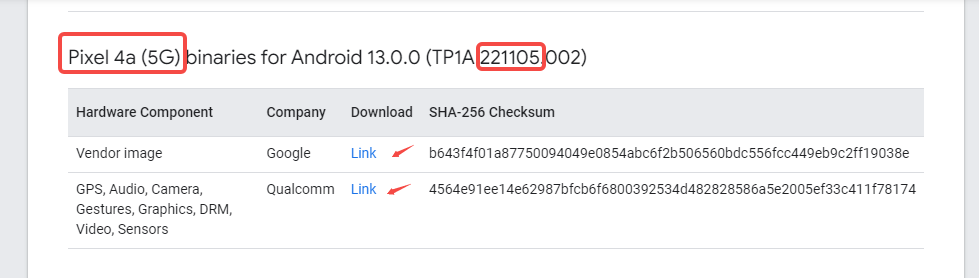 Pixel 4a (5G) binaries for Android 13.0.0 (TP1A.221105.002)
Hardware Component Company Download SHA-256 Checksum
Vendor image Google Link b643f4f01a87750094049e0854abc6f2b506560bdc556fcc449eb9c2ff19038e
GPS, Audio, Camera, Qualcomm Link 4564e91ee14e62987bfcb6f6800392534d482828586a5e2005ef33c411f78174
Gestures, Graphics, DRM,
Video, Sensors